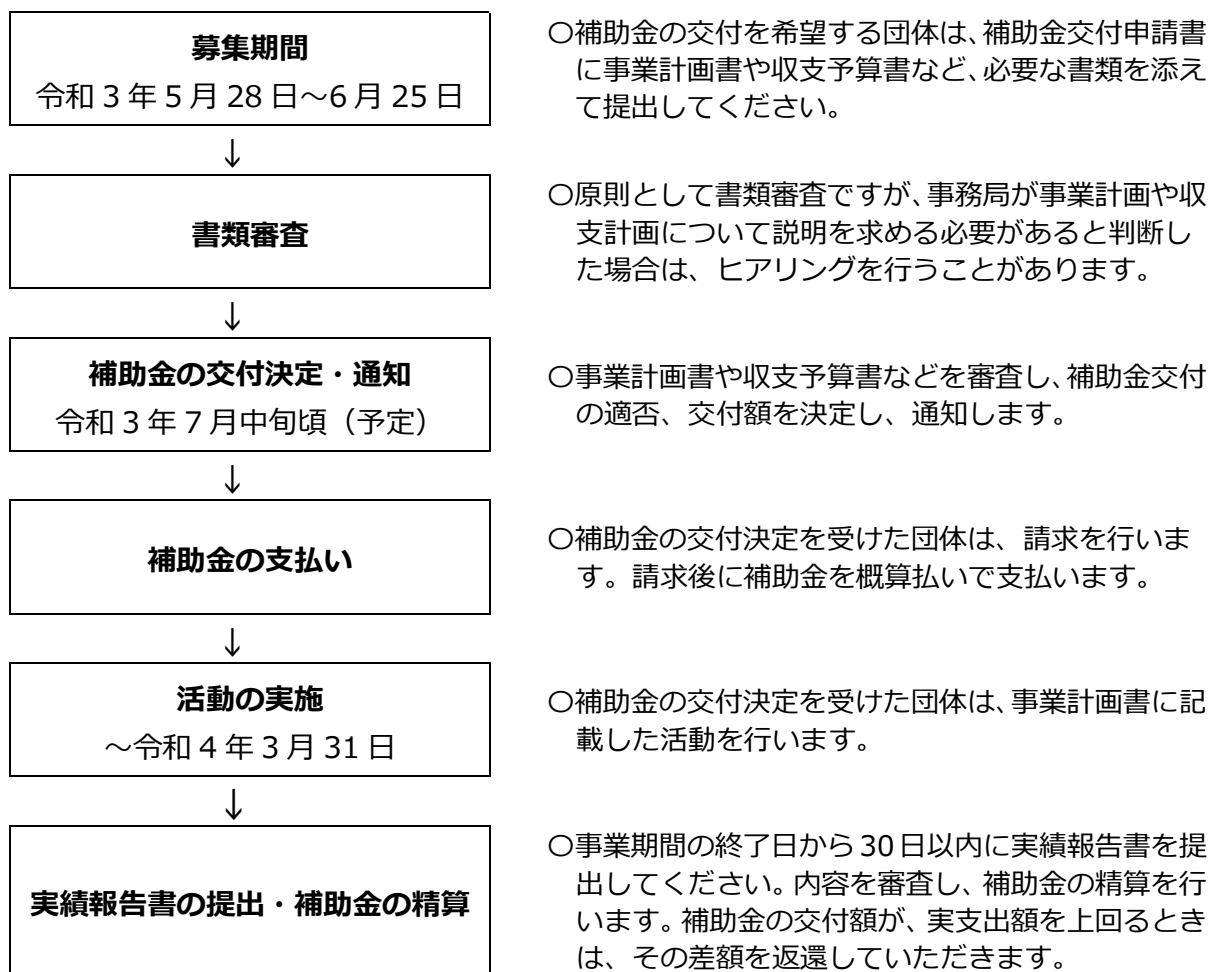 募集期間
令和3年5月28日～6月25日
〇補助金の交付を希望する団体は、補助金交付申請書
に事業計画書や収支予算書など、必要な書類を添え
て提出してください。
↓
書類審査
〇原則として書類審査ですが、事務局が事業計画や収
支計画について説明を求める必要があると判断し
た場合は、ヒアリングを行うことがあります。
↓
補助金の交付決定・通知
令和3年7月中旬頃（予定）
〇事業計画書や収支予算書などを審査し、補助金交付
の適否、交付額を決定し、通知します。
↓
補助金の支払い
〇補助金の交付決定を受けた団体は、請求を行いま
す。請求後に補助金を概算払いで支払います。
↓
活動の実施
～令和4年3月31日
〇補助金の交付決定を受けた団体は、事業計画書に記
載した活動を行います。
↓
実績報告書の提出・補助金の精算
〇事業期間の終了日から30日以内に実績報告書を提
出してください。内容を審査し、補助金の精算を行
います。補助金の交付額が、実支出額を上回るとき
は、その差額を返還していただきます。